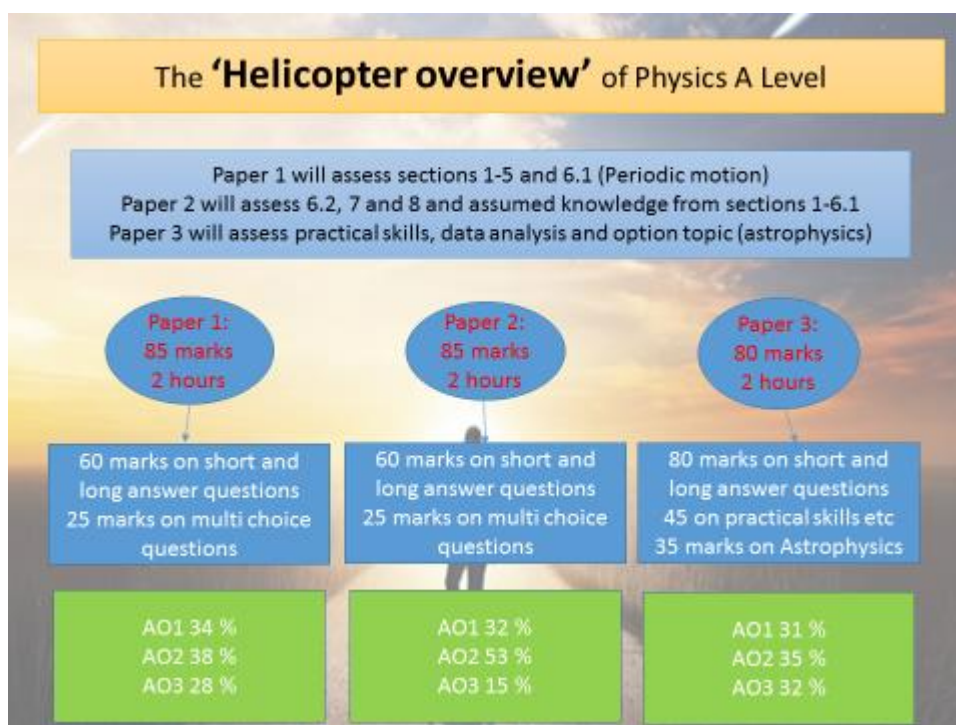 The ‘Helicopter overview’ of Physics A Level
Paper 1 will assess sections 1-5 and 6.1 (Periodic motion)
Paper 2 will assess 6.2, 7 and 8 and assumed knowledge from sections 1-6.1
Paper 3 will assess practical skills, data analysis and option topic (astrophysics)
Paper 1:
85 marks
2 hours
Paper 2:
85 marks
2 hours
Paper 3:
80 marks
2 hours
60 marks on short and
long answer questions
25 marks on multi choice
questions
60 marks on short and
long answer questions
25 marks on multi choice
questions
80 marks on short and
long answer questions
45 on practical skills etc
35 marks on Astrophysics
AO1 34 %
AO2 38 %
AO3 28 %
AO1 32 %
AO2 53 %
AO3 15 %
AO1 31 %
AO2 35 %
AO3 32 %